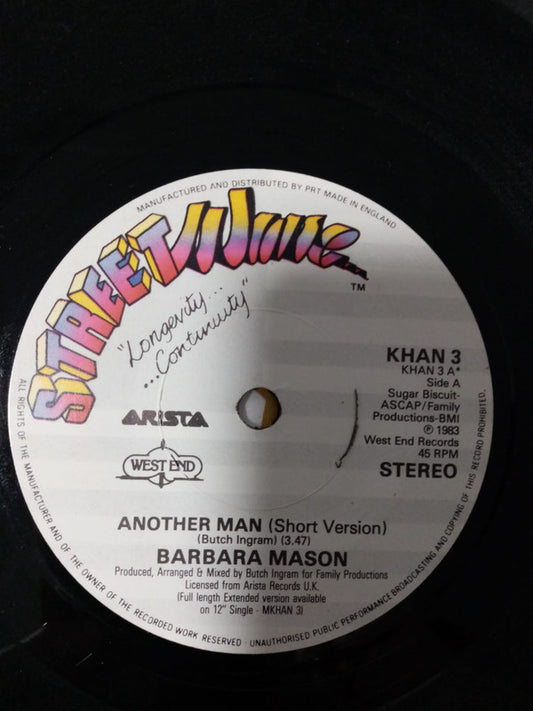 MANUFACTURED AND DISTRIBUTED BY PRT MADE IN ENGLAND
STREETWave
TM
"Longevity...
...Continuity"
KHAN 3
KHAN 3 A*
Side A
Sugar Biscuit-
ASCAP/Family
Productions-BMI
℗ 1983
West End Records
45 RPM
STEREO
ARISTA
WEST END
ANOTHER MAN (Short Version)
(Butch Ingram) (3.47)
BARBARA MASON
Produced, Arranged & Mixed by Butch Ingram for Family Productions
Licensed from Arista Records U.K.
(Full length Extended version available
on 12" Single - MKHAN 3)
ALL RIGHTS OF THE MANUFACTURER AND OF THE OWNER OF THE RECORDED WORK RESERVED · UNAUTHORISED PUBLIC PERFORMANCE BROADCASTING AND COPYING OF THIS RECORD PROHIBITED.